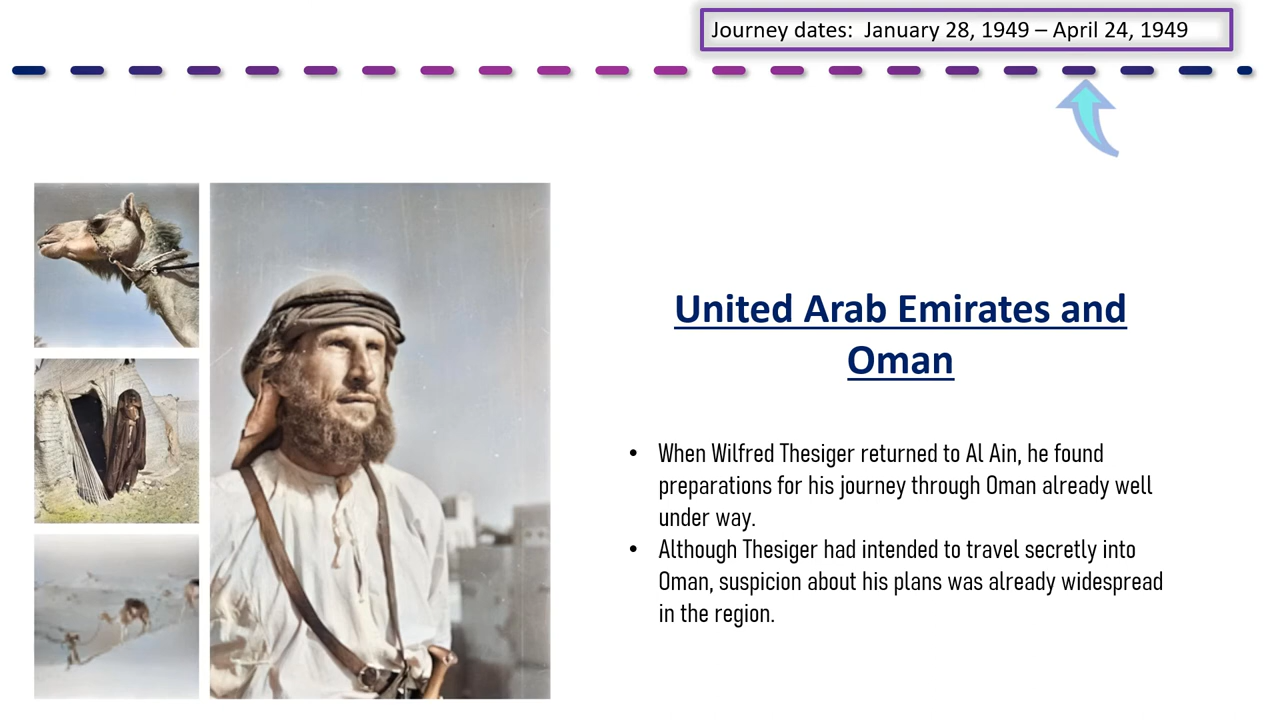 Journey dates:  January 28, 1949 – April 24, 1949
United Arab Emirates and
Oman
• When Wilfred Thesiger returned to Al Ain, he found
preparations for his journey through Oman already well
under way.
• Although Thesiger had intended to travel secretly into
Oman, suspicion about his plans was already widespread
in the region.